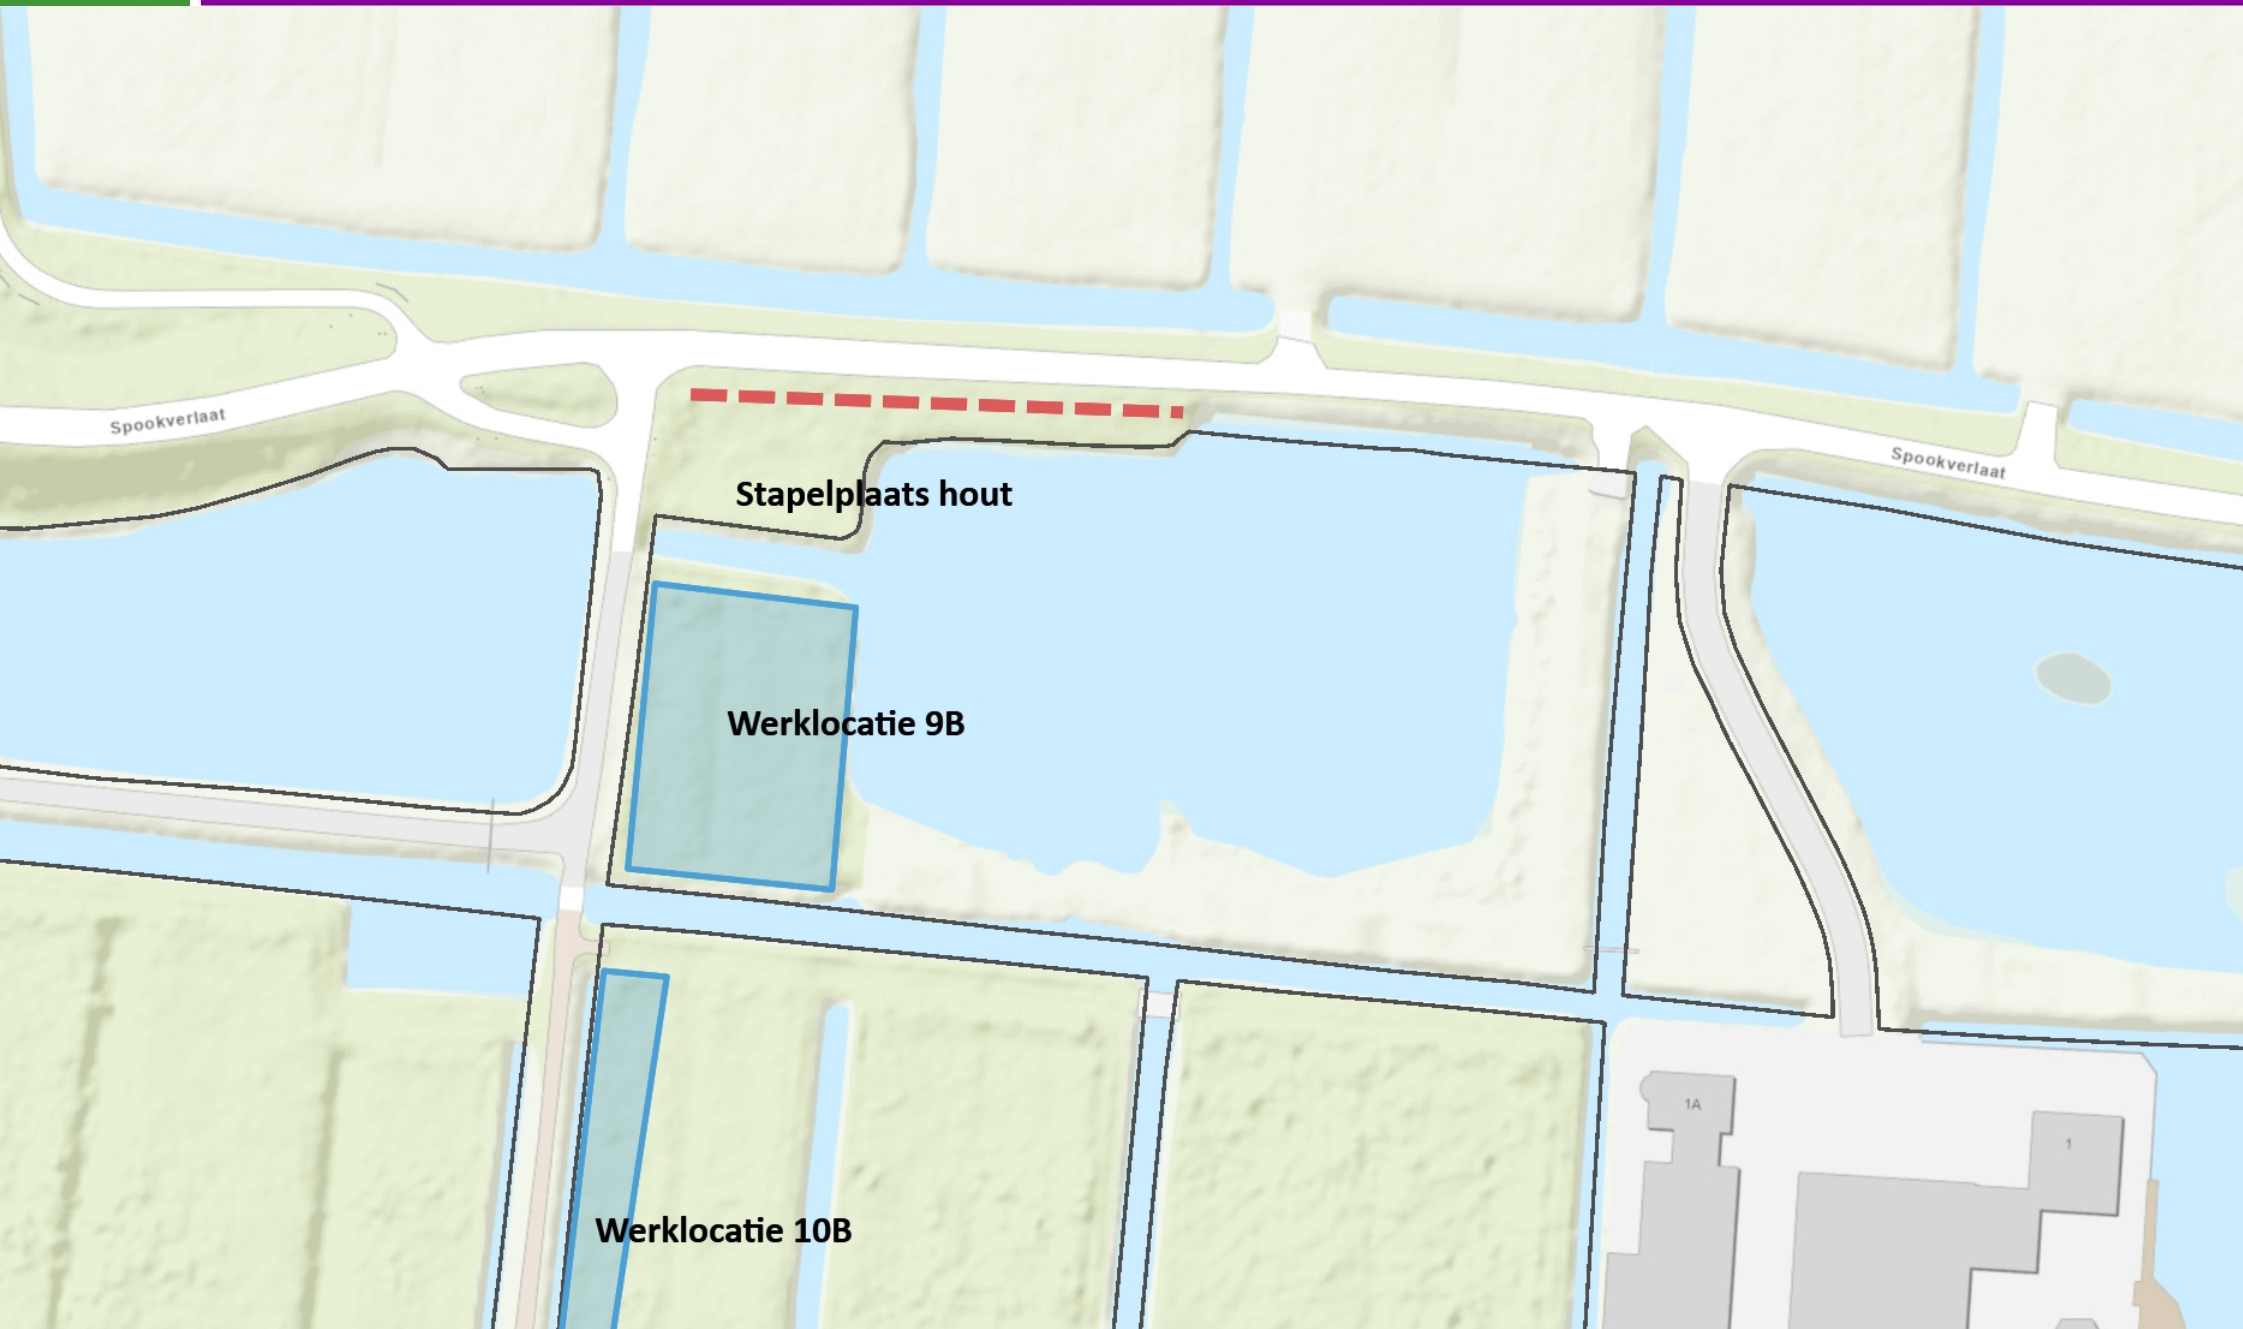 Spookverlaat
Spookverlaat
Stapelplaats hout
Werklocatie 9B
1A
1
Werklocatie 10B